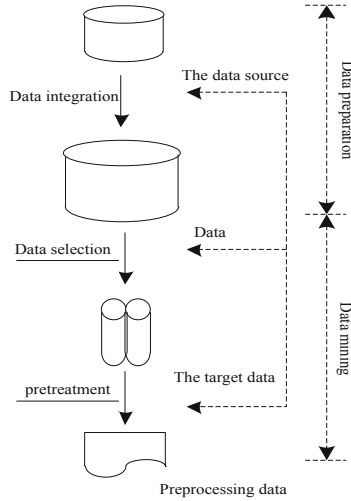 The data source
Data integration
Data preparation
Data
Data selection
Data mining
The target data
pretreatment
Preprocessing data